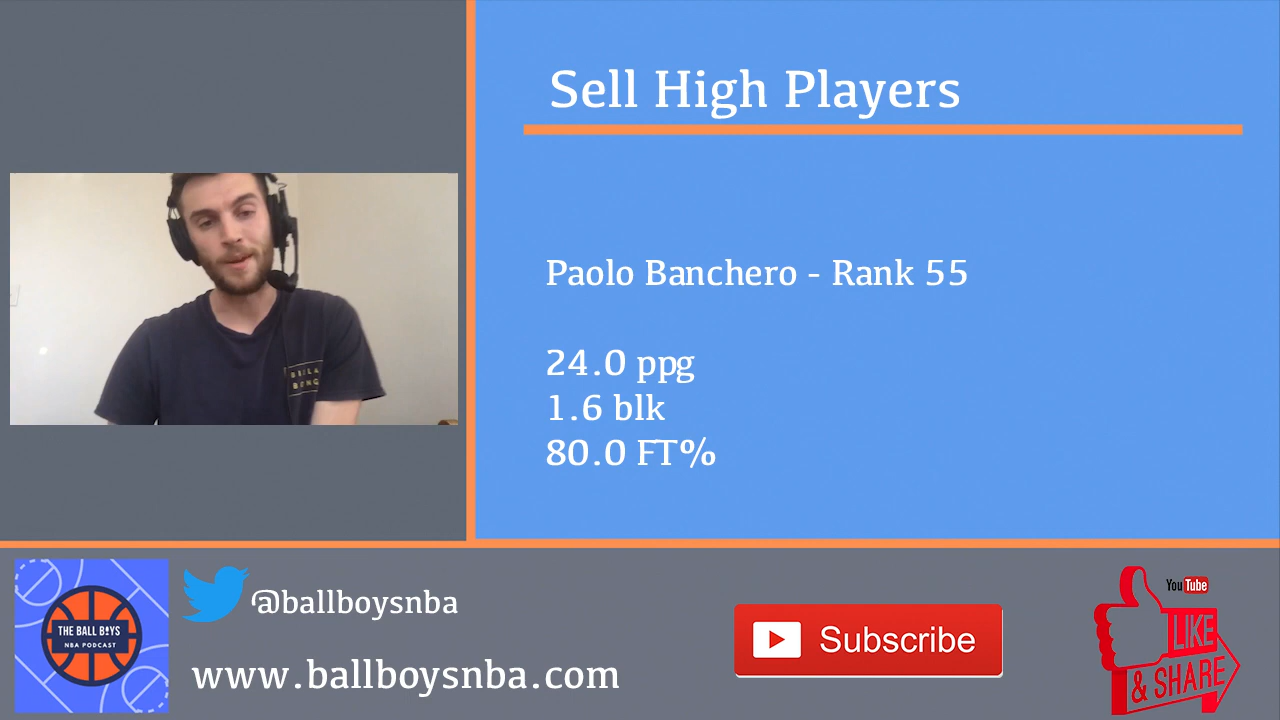 Sell High Players
Paolo Banchero - Rank 55
24.0 ppg
1.6 blk
80.0 FT%
THE BALL BOYS
NBA PODCAST
@ballboysnba
www.ballboysnba.com
Subscribe
YouTube
LIKE
& SHARE